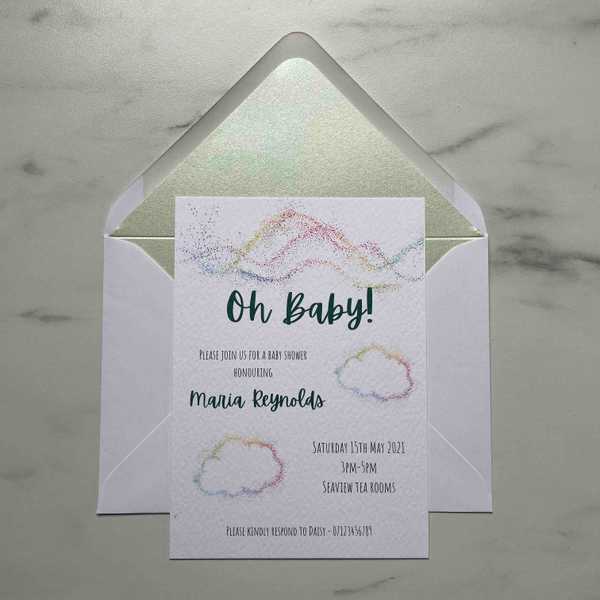 Oh Baby!
Please join us for a baby shower
honouring
Maria Reynolds
Saturday 15th May 2021
3pm-5pm
Seaview tea rooms
Please kindly respond to Daisy - 07123456789